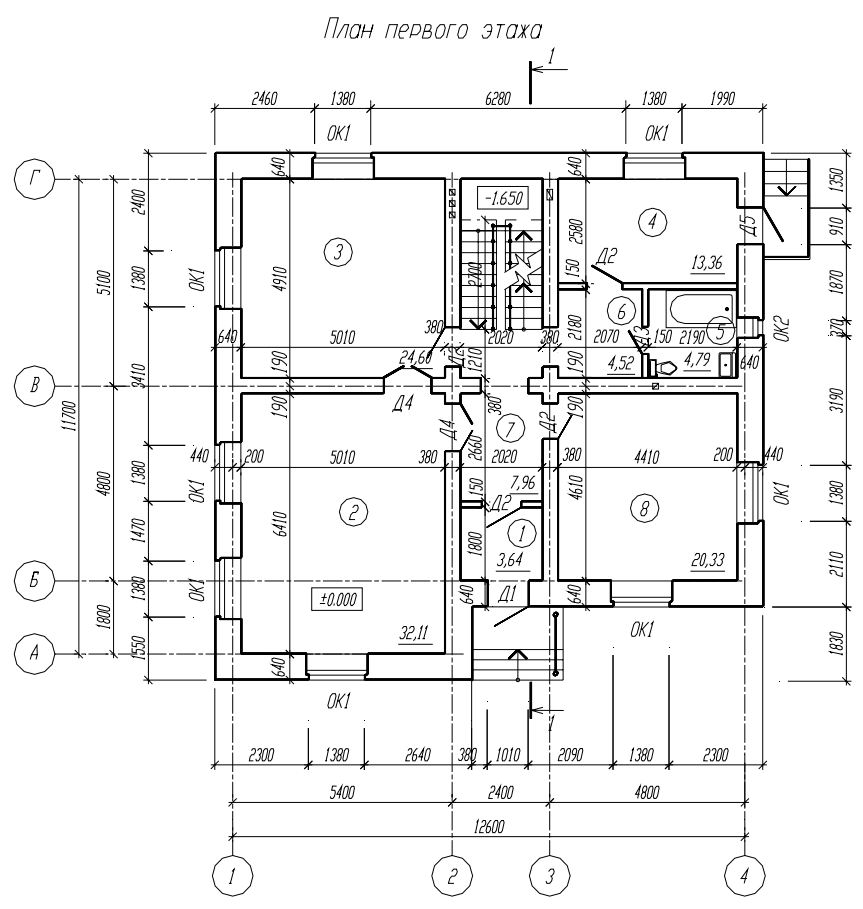 План первого этажа
1
2460 1380 6280 1380 1990
ОК1 ОК1
Г
640 640
2400 1350
-1.650
4
Д5
910
3
2580
Д2
13,36
5100 1380 ОК1 4910 2700 150 1870
6
5
ОК2
370
640 5010 380 2020 380 2070 Д3 150 2190
2180
24,60 Д2 1210 4,52 4,79 640
3410
190 190
В
11700
190 380 190
3190
Д4 Д4 7 Д2
440 200 5010 380 2660 2020 380 4410 200 440
4800 1380 ОК1 6410 150 7,96 4610 ОК1 1380
2 Д2 1 8
1470 1800 3,64 20,33 2110
Б
1380 ОК1 ±0.000 640 Д1 640
1800
32,11 ОК1
А
1550 640 1830
ОК1
1
2300 1380 2640 380 1010 2090 1380 2300
5400 2400 4800
12600
1 2 3 4